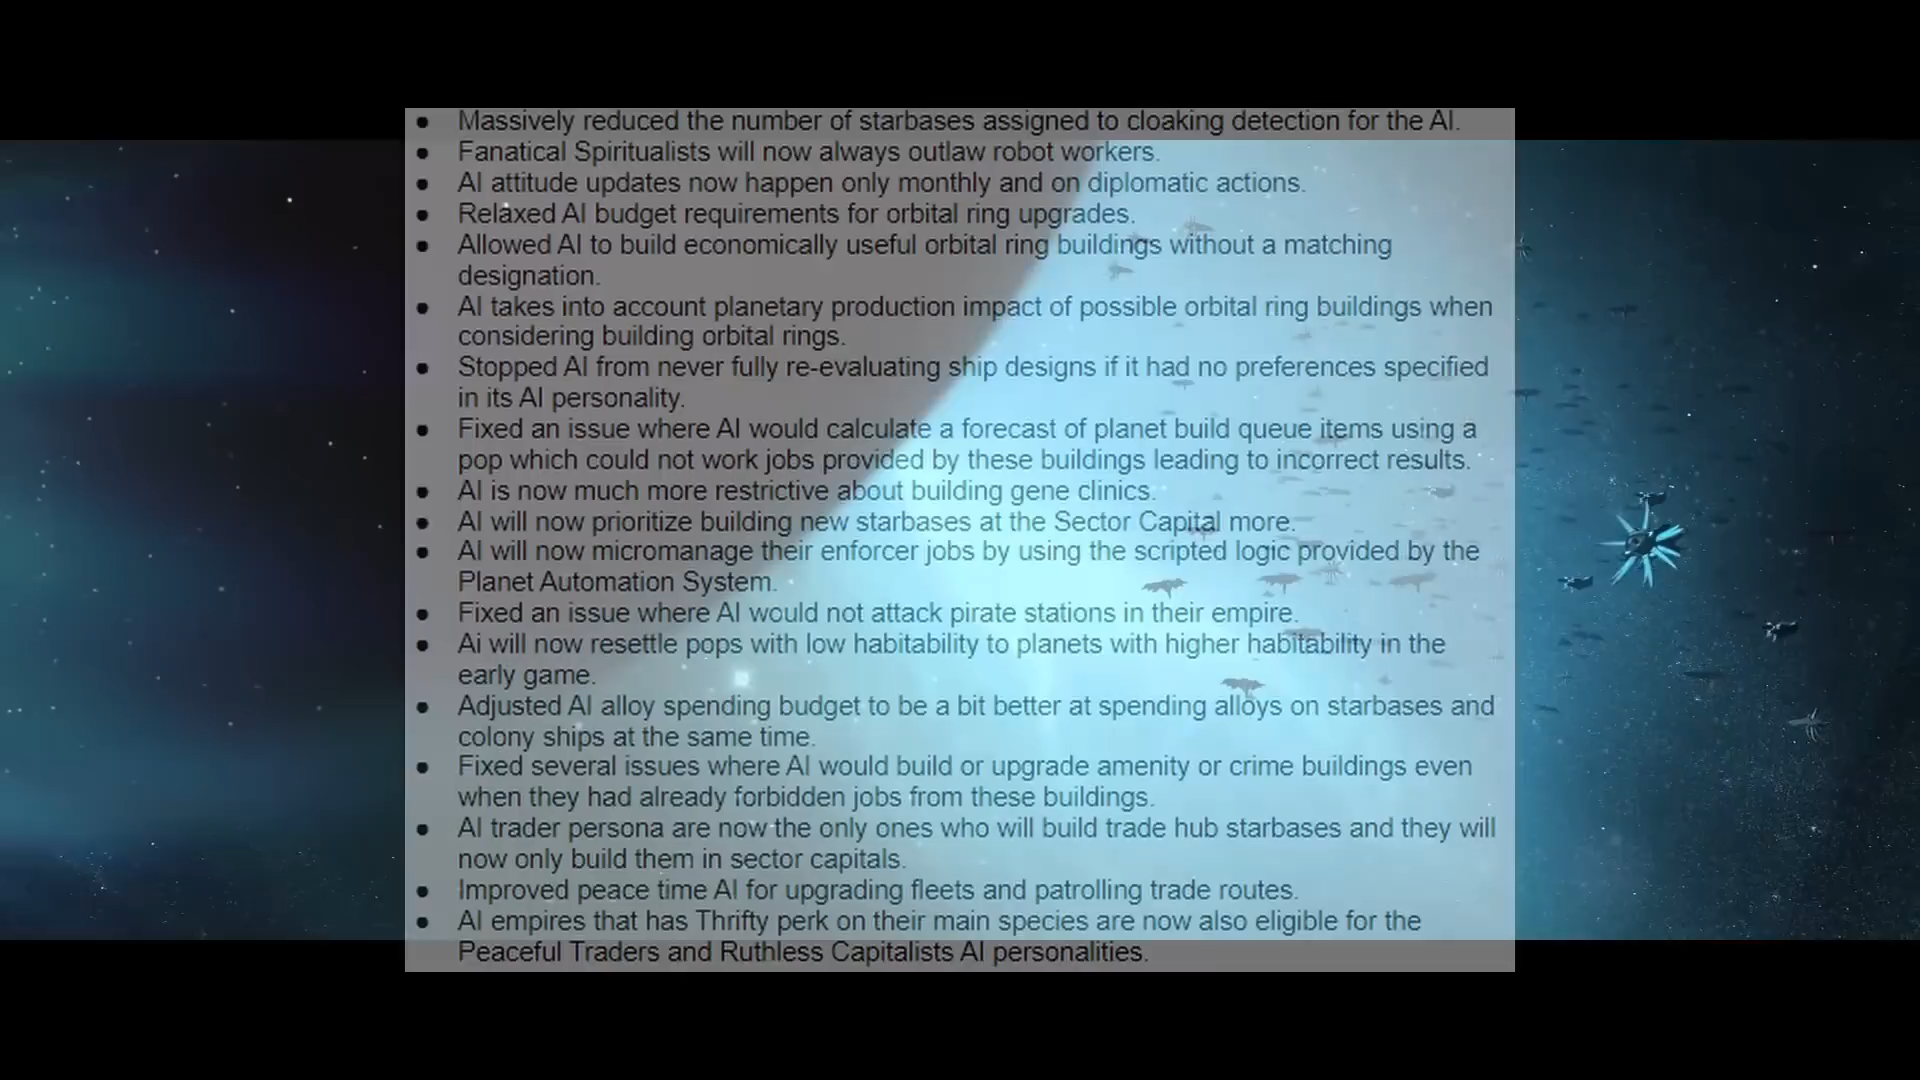 • Massively reduced the number of starbases assigned to cloaking detection for the AI.
• Fanatical Spiritualists will now always outlaw robot workers.
• AI attitude updates now happen only monthly and on diplomatic actions.
• Relaxed AI budget requirements for orbital ring upgrades.
• Allowed AI to build economically useful orbital ring buildings without a matching
designation.
• AI takes into account planetary production impact of possible orbital ring buildings when
considering building orbital rings.
• Stopped AI from never fully re-evaluating ship designs if it had no preferences specified
in its AI personality.
• Fixed an issue where AI would calculate a forecast of planet build queue items using a
pop which could not work jobs provided by these buildings leading to incorrect results.
• AI is now much more restrictive about building gene clinics.
• AI will now prioritize building new starbases at the Sector Capital more.
• AI will now micromanage their enforcer jobs by using the scripted logic provided by the
Planet Automation System.
• Fixed an issue where AI would not attack pirate stations in their empire.
• Ai will now resettle pops with low habitability to planets with higher habitability in the
early game.
• Adjusted AI alloy spending budget to be a bit better at spending alloys on starbases and
colony ships at the same time.
• Fixed several issues where AI would build or upgrade amenity or crime buildings even
when they had already forbidden jobs from these buildings.
• AI trader persona are now the only ones who will build trade hub starbases and they will
now only build them in sector capitals.
• Improved peace time AI for upgrading fleets and patrolling trade routes.
• AI empires that has Thrifty perk on their main species are now also eligible for the
Peaceful Traders and Ruthless Capitalists AI personalities.